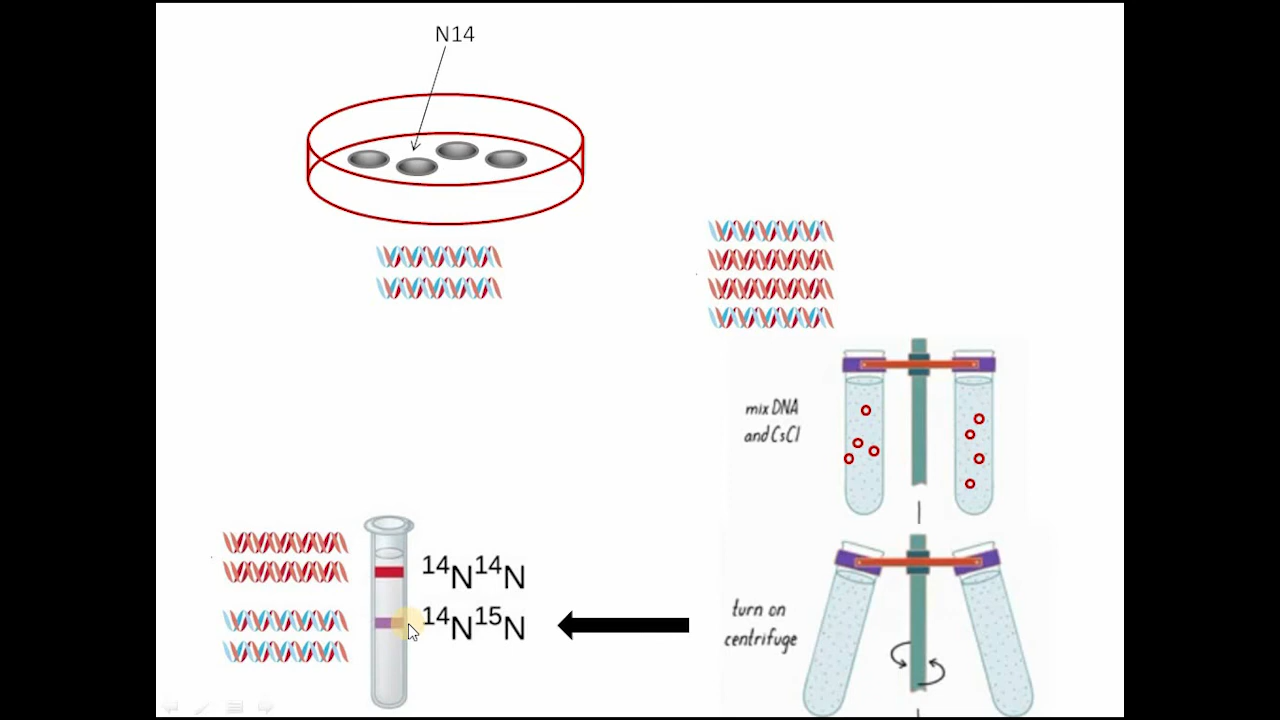 N14
mix DNA
and CsCl
¹⁴N¹⁴N
¹⁴N¹⁵N
turn on
centrifuge